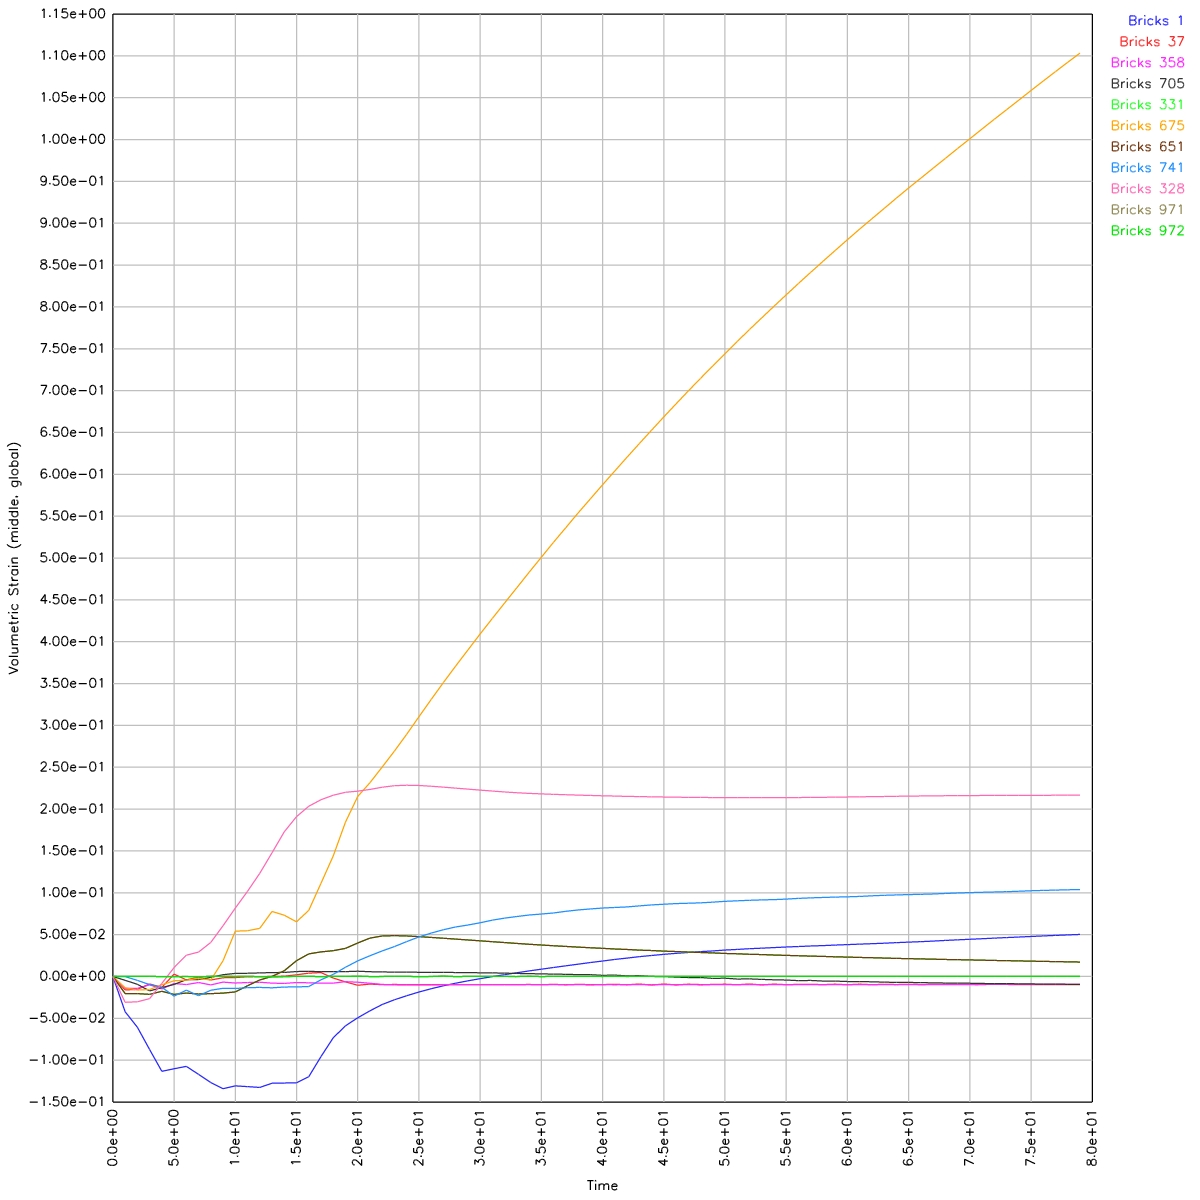 1.15e+00
1.10e+00
1.05e+00
1.00e+00
9.50e−01
9.00e−01
8.50e−01
8.00e−01
7.50e−01
7.00e−01
6.50e−01
6.00e−01
5.50e−01
5.00e−01
4.50e−01
4.00e−01
3.50e−01
3.00e−01
2.50e−01
2.00e−01
1.50e−01
1.00e−01
5.00e−02
0.00e+00
−5.00e−02
−1.00e−01
−1.50e−01
Volumetric Strain (middle, global)
0.0e+00
5.0e+00
1.0e+01
1.5e+01
2.0e+01
2.5e+01
3.0e+01
3.5e+01
4.0e+01
4.5e+01
5.0e+01
5.5e+01
6.0e+01
6.5e+01
7.0e+01
7.5e+01
8.0e+01
Time
Bricks 1
Bricks 37
Bricks 358
Bricks 705
Bricks 331
Bricks 675
Bricks 651
Bricks 741
Bricks 328
Bricks 971
Bricks 972